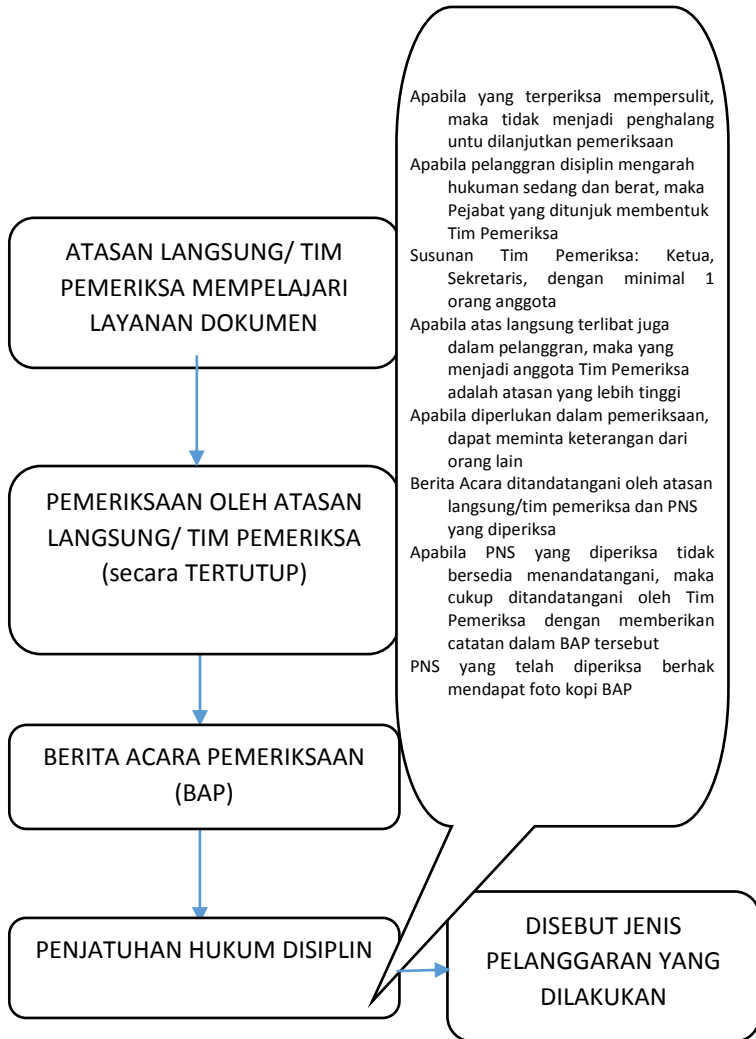 Apabila yang terperiksa mempersulit,
maka tidak menjadi penghalang
untu dilanjutkan pemeriksaan
Apabila pelanggran disiplin mengarah
hukuman sedang dan berat, maka
Pejabat yang ditunjuk membentuk
Tim Pemeriksa
Susunan Tim Pemeriksa: Ketua,
Sekretaris, dengan minimal 1
orang anggota
Apabila atas langsung terlibat juga
dalam pelanggran, maka yang
menjadi anggota Tim Pemeriksa
adalah atasan yang lebih tinggi
Apabila diperlukan dalam pemeriksaan,
dapat meminta keterangan dari
orang lain
Berita Acara ditandatangani oleh atasan
langsung/tim pemeriksa dan PNS
yang diperiksa
Apabila PNS yang diperiksa tidak
bersedia menandatangani, maka
cukup ditandatangani oleh Tim
Pemeriksa dengan memberikan
catatan dalam BAP tersebut
PNS yang telah diperiksa berhak
mendapat foto kopi BAP
ATASAN LANGSUNG/ TIM
PEMERIKSA MEMPELAJARI
LAYANAN DOKUMEN
PEMERIKSAAN OLEH ATASAN
LANGSUNG/ TIM PEMERIKSA
(secara TERTUTUP)
BERITA ACARA PEMERIKSAAN
(BAP)
PENJATUHAN HUKUM DISIPLIN
DISEBUT JENIS
PELANGGARAN YANG
DILAKUKAN